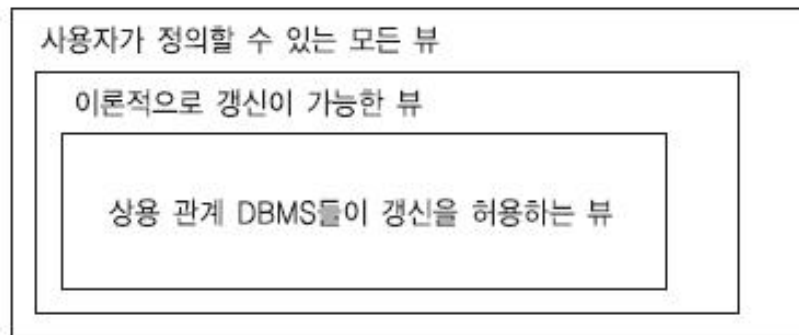 사용자가 정의할 수 있는 모든 뷰
이론적으로 갱신이 가능한 뷰
상용 관계 DBMS들이 갱신을 허용하는 뷰